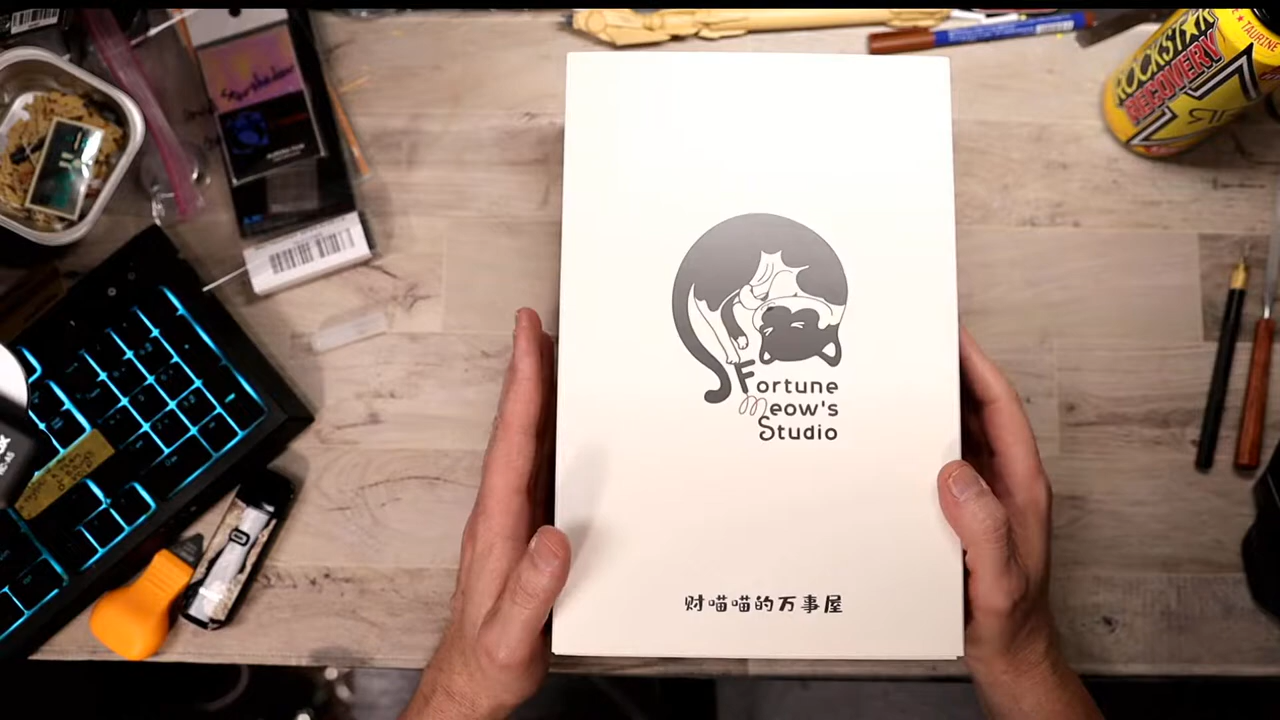 ROCKSTAR
RECOVERY
TAURINE
Fortune
Meow's
Studio
财喵喵的万事屋